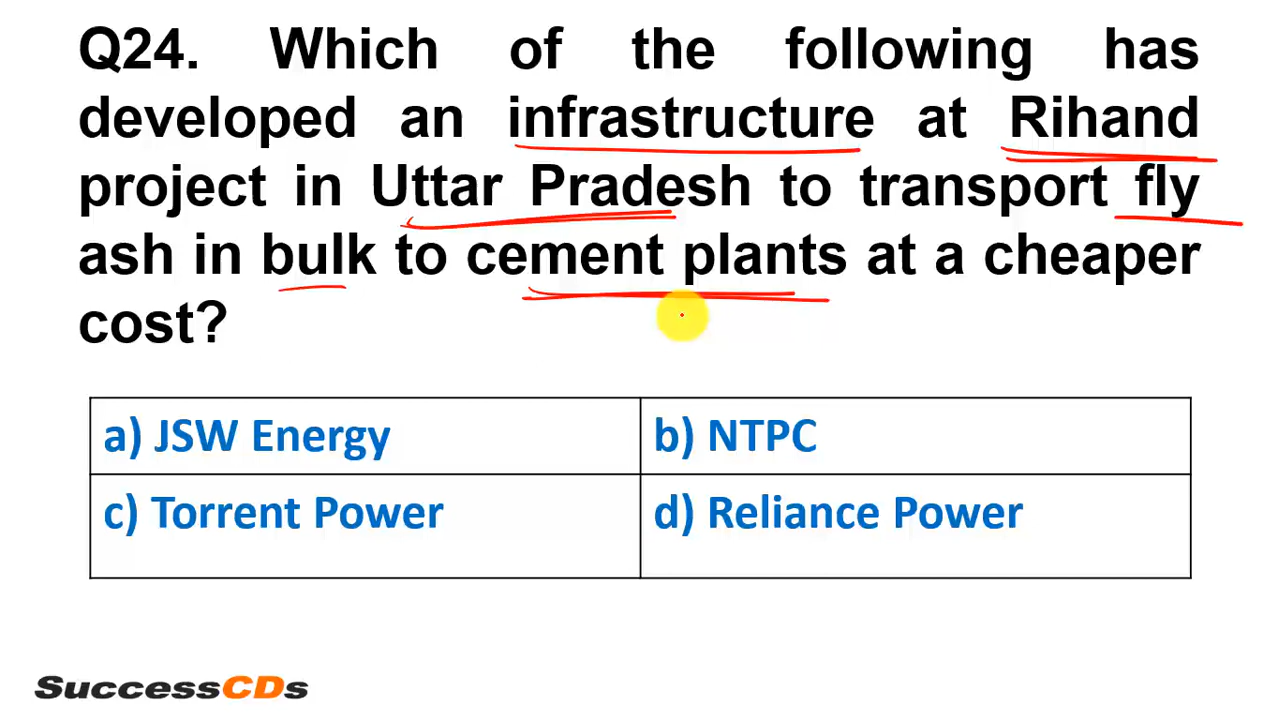 Q24. Which of the following has
developed an infrastructure at Rihand
project in Uttar Pradesh to transport fly
ash in bulk to cement plants at a cheaper
cost?
a) JSW Energy
b) NTPC
c) Torrent Power
d) Reliance Power
SuccessCDs